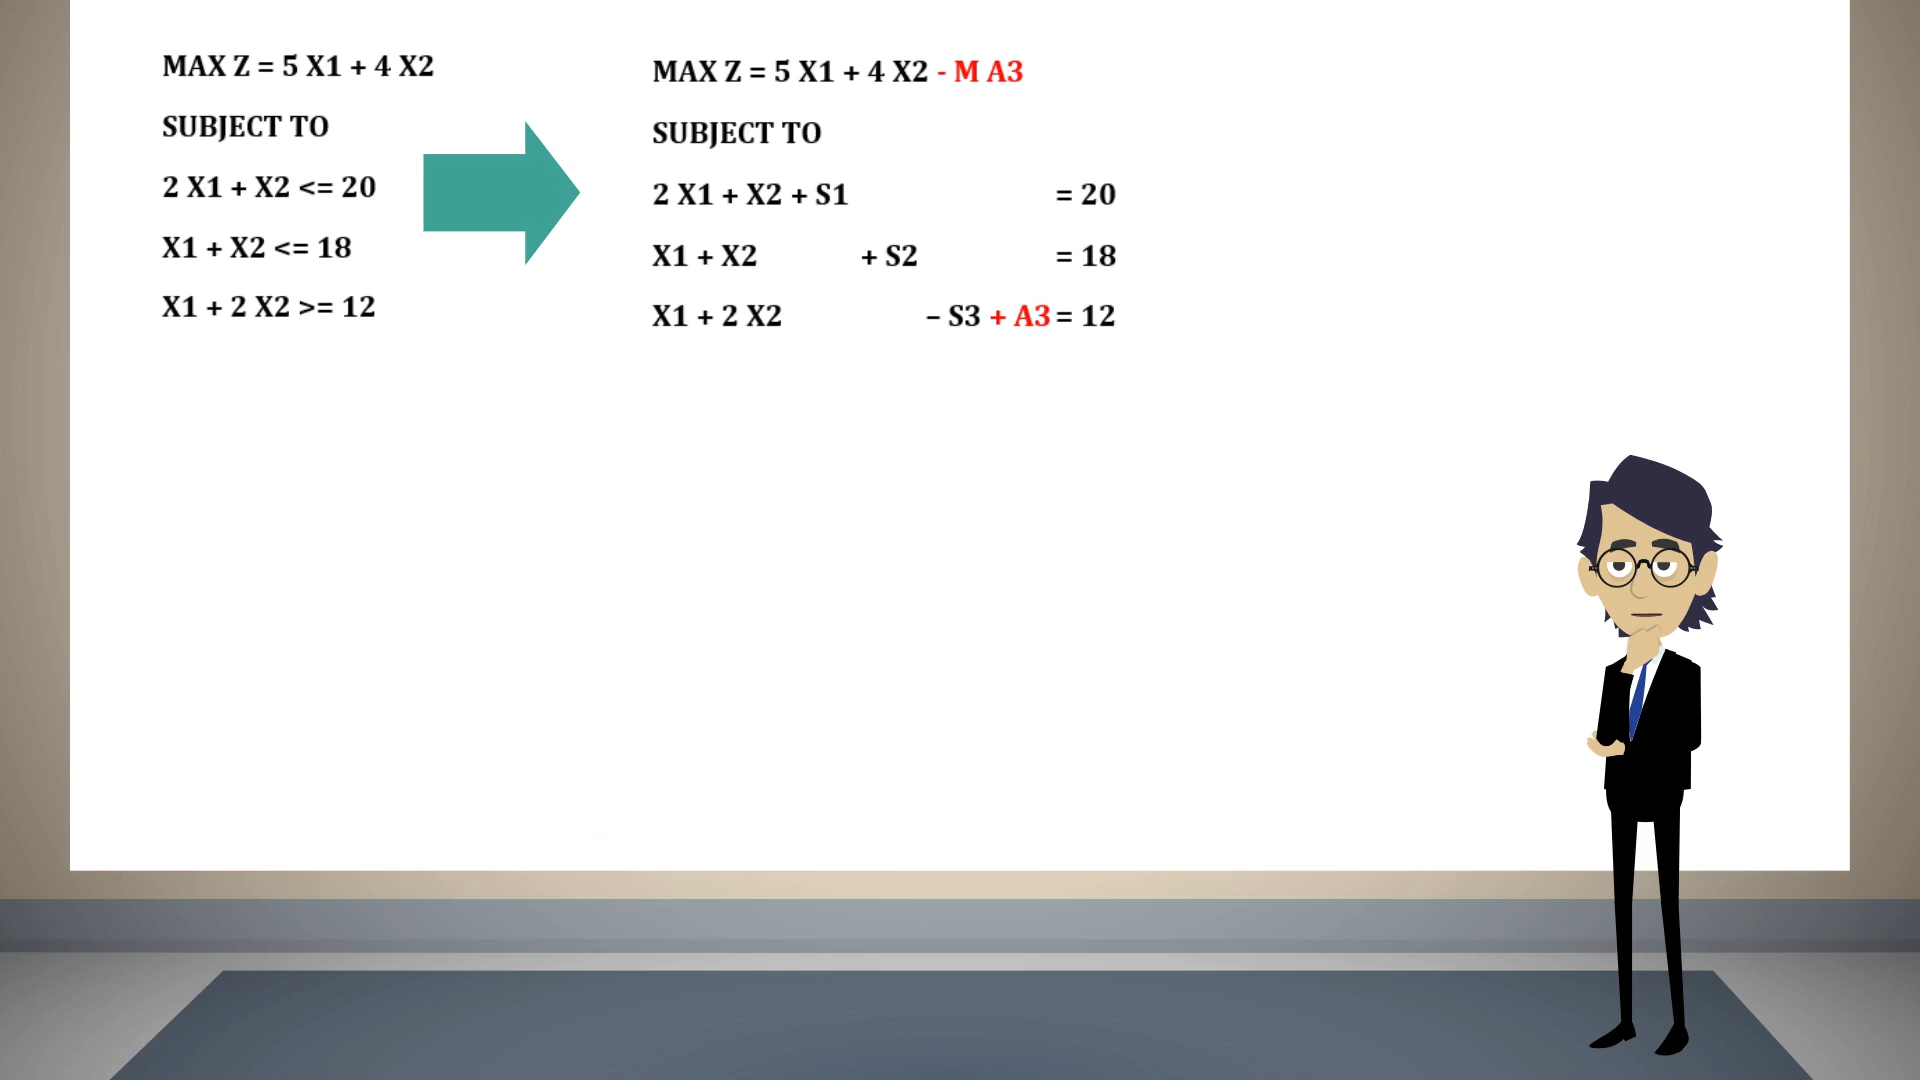 MAX Z = 5 X1 + 4 X2
SUBJECT TO
2 X1 + X2 <= 20
X1 + X2 <= 18
X1 + 2 X2 >= 12
MAX Z = 5 X1 + 4 X2 - M A3
SUBJECT TO
2 X1 + X2 + S1 = 20
X1 + X2 + S2 = 18
X1 + 2 X2 – S3 + A3 = 12